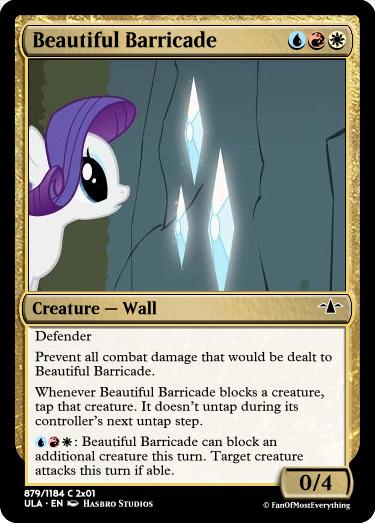 Beautiful Barricade
Creature — Wall
Defender
Prevent all combat damage that would be dealt to
Beautiful Barricade.
Whenever Beautiful Barricade blocks a creature,
tap that creature. It doesn't untap during its
controller's next untap step.
: Beautiful Barricade can block an
additional creature this turn. Target creature
attacks this turn if able.
0/4
879/1184 C 2x01
ULA • EN Hasbro Studios
© FanOfMostEverything